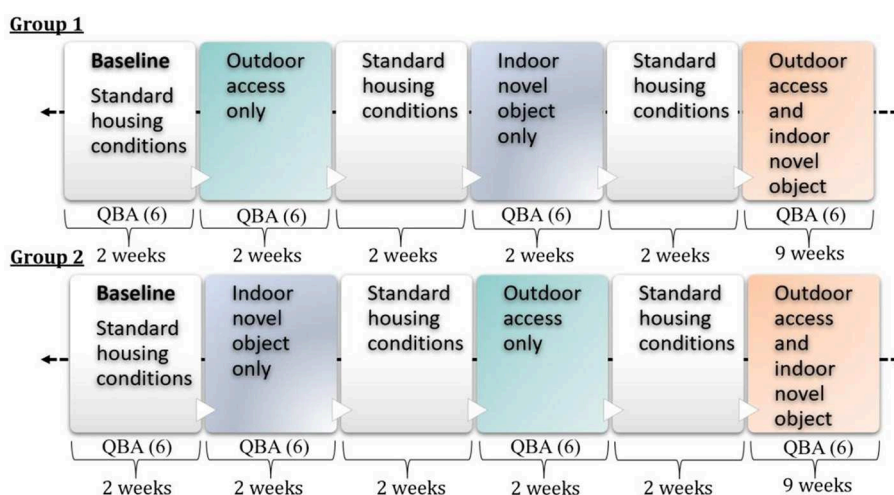 Group 1
Baseline
Standard
housing
conditions
Outdoor
access
only
Standard
housing
conditions
Indoor
novel
object
only
Standard
housing
conditions
Outdoor
access
and
indoor
novel
object
QBA (6)
QBA (6)
QBA (6)
QBA (6)
2 weeks
2 weeks
2 weeks
2 weeks
2 weeks
9 weeks
Group 2
Baseline
Standard
housing
conditions
Indoor
novel
object
only
Standard
housing
conditions
Outdoor
access
only
Standard
housing
conditions
Outdoor
access
and
indoor
novel
object
QBA (6)
QBA (6)
QBA (6)
QBA (6)
2 weeks
2 weeks
2 weeks
2 weeks
2 weeks
9 weeks